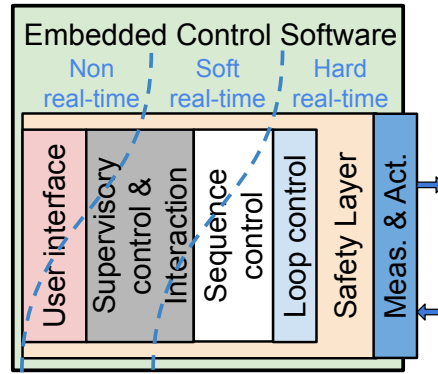 Embedded Control Software
Non
real-time
Soft
real-time
Hard
real-time
User interface
Supervisory
control &
Interaction
Sequence
control
Loop control
Safety Layer
Meas. & Act.